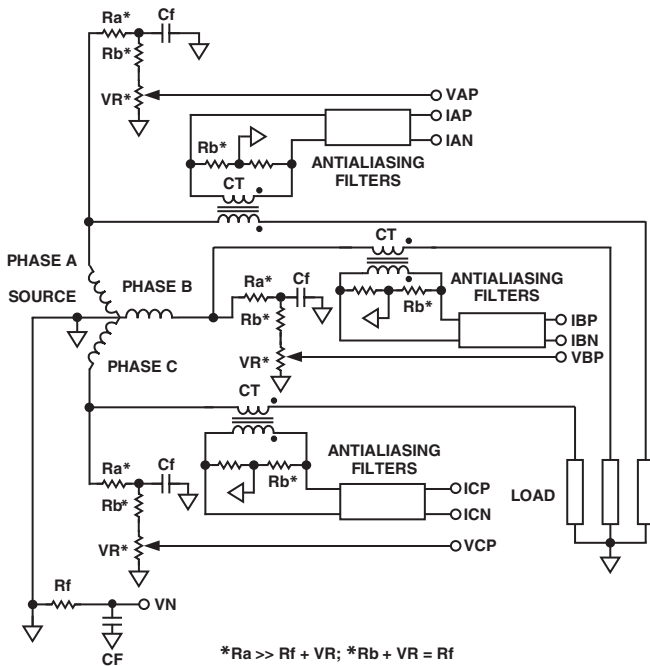 Ra*
Cf
Rb*
VR*
VAP
IAP
IAN
Rb*
ANTIALIASING
FILTERS
CT
CT
PHASE A
PHASE B
SOURCE
PHASE C
Ra*
Cf
Rb*
VR*
ANTIALIASING
FILTERS
Rb*
IBP
IBN
VBP
CT
ANTIALIASING
FILTERS
Ra*
Cf
Rb*
Rb*
VR*
ICP
ICN
VCP
LOAD
Rf
VN
CF
*Ra >> Rf + VR; *Rb + VR = Rf